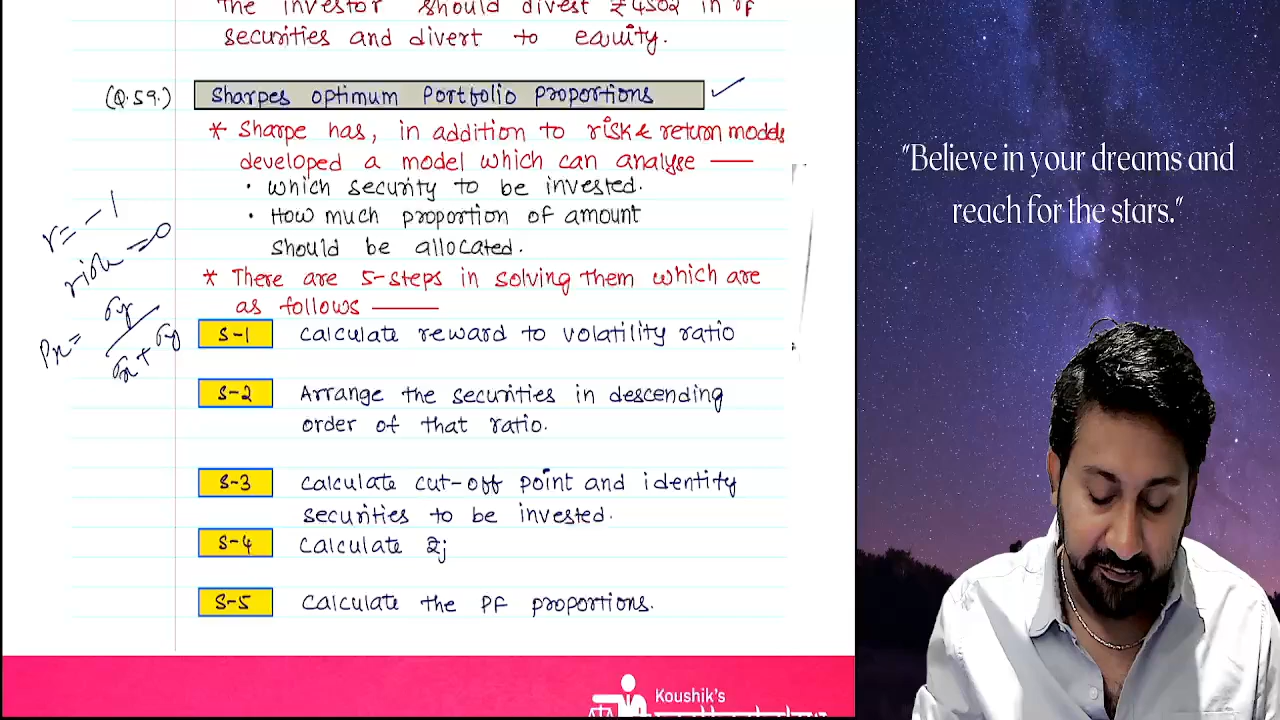 The investor should divest ₹4502 in rf
securities and divert to equity.
(Q.59.) Sharpes optimum Portfolio Proportions
* Sharpe has, in addition to risk & return models
developed a model which can analyse ——
• which security to be invested.
• How much proportion of amount
should be allocated.
* There are 5-steps in solving them which are
as follows ———
S-1 Calculate reward to volatility ratio
S-2 Arrange the securities in descending
order of that ratio.
S-3 Calculate cut-off point and identity
securities to be invested.
S-4 Calculate Zj
S-5 Calculate the PF proportions.
r = -1
risk = 0
Px = σy / σx + σy
"Believe in your dreams and
reach for the stars."
Koushik's